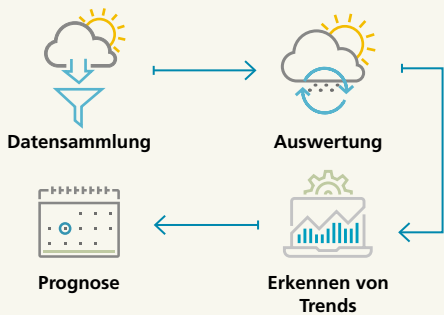 Datensammlung
Auswertung
Erkennen von
Trends
Prognose